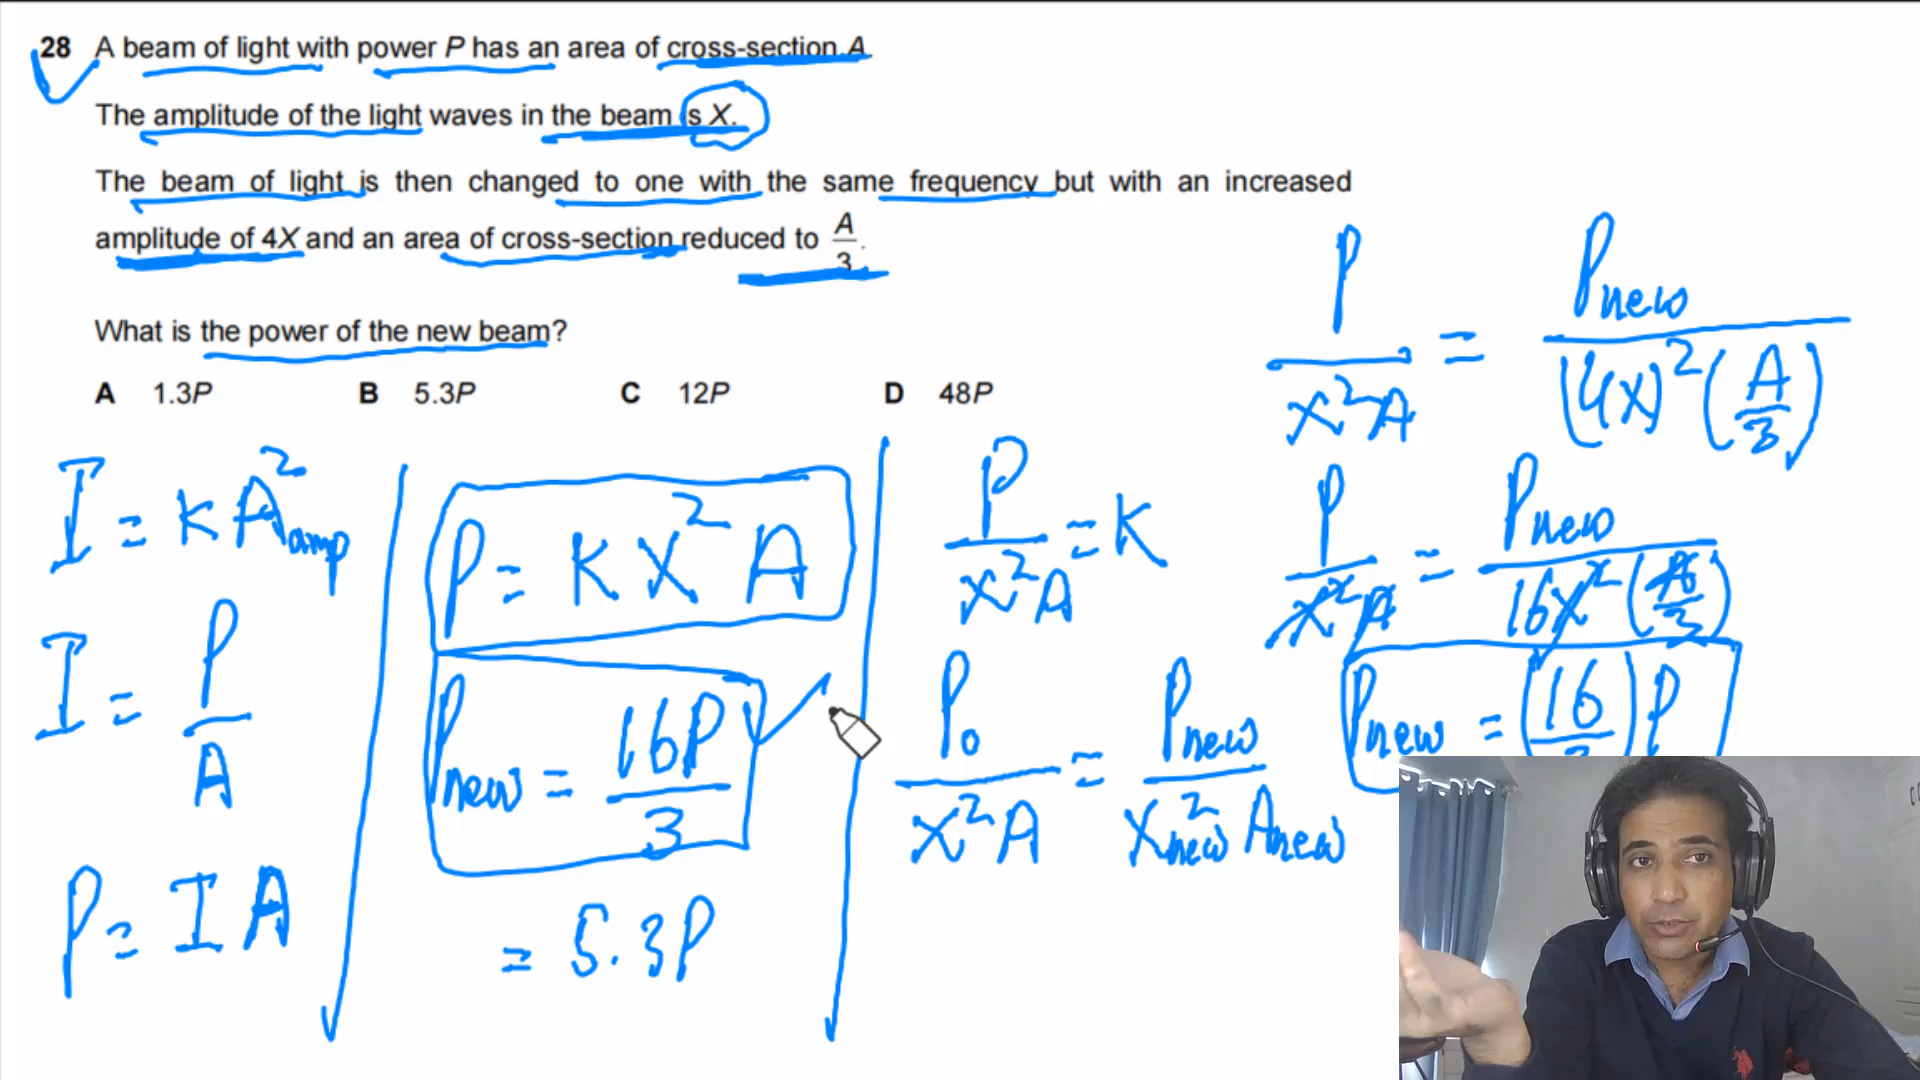 28 A beam of light with power P has an area of cross-section A
The amplitude of the light waves in the beam is X.
The beam of light is then changed to one with the same frequency but with an increased
amplitude of 4X and an area of cross-section reduced to A/3.
What is the power of the new beam?
A 1.3P B 5.3P C 12P D 48P
I = KA²amp
I = P/A
P = IA
P = KX²A
Pnew = 16P/3
= 5.3P
P/X²A = K
P₀/X²A = Pnew/X²new Anew
P/X²A = Pnew/(4X)²(A/3)
P/X²A = Pnew/16X²(A/3)
Pnew = (16/3)P